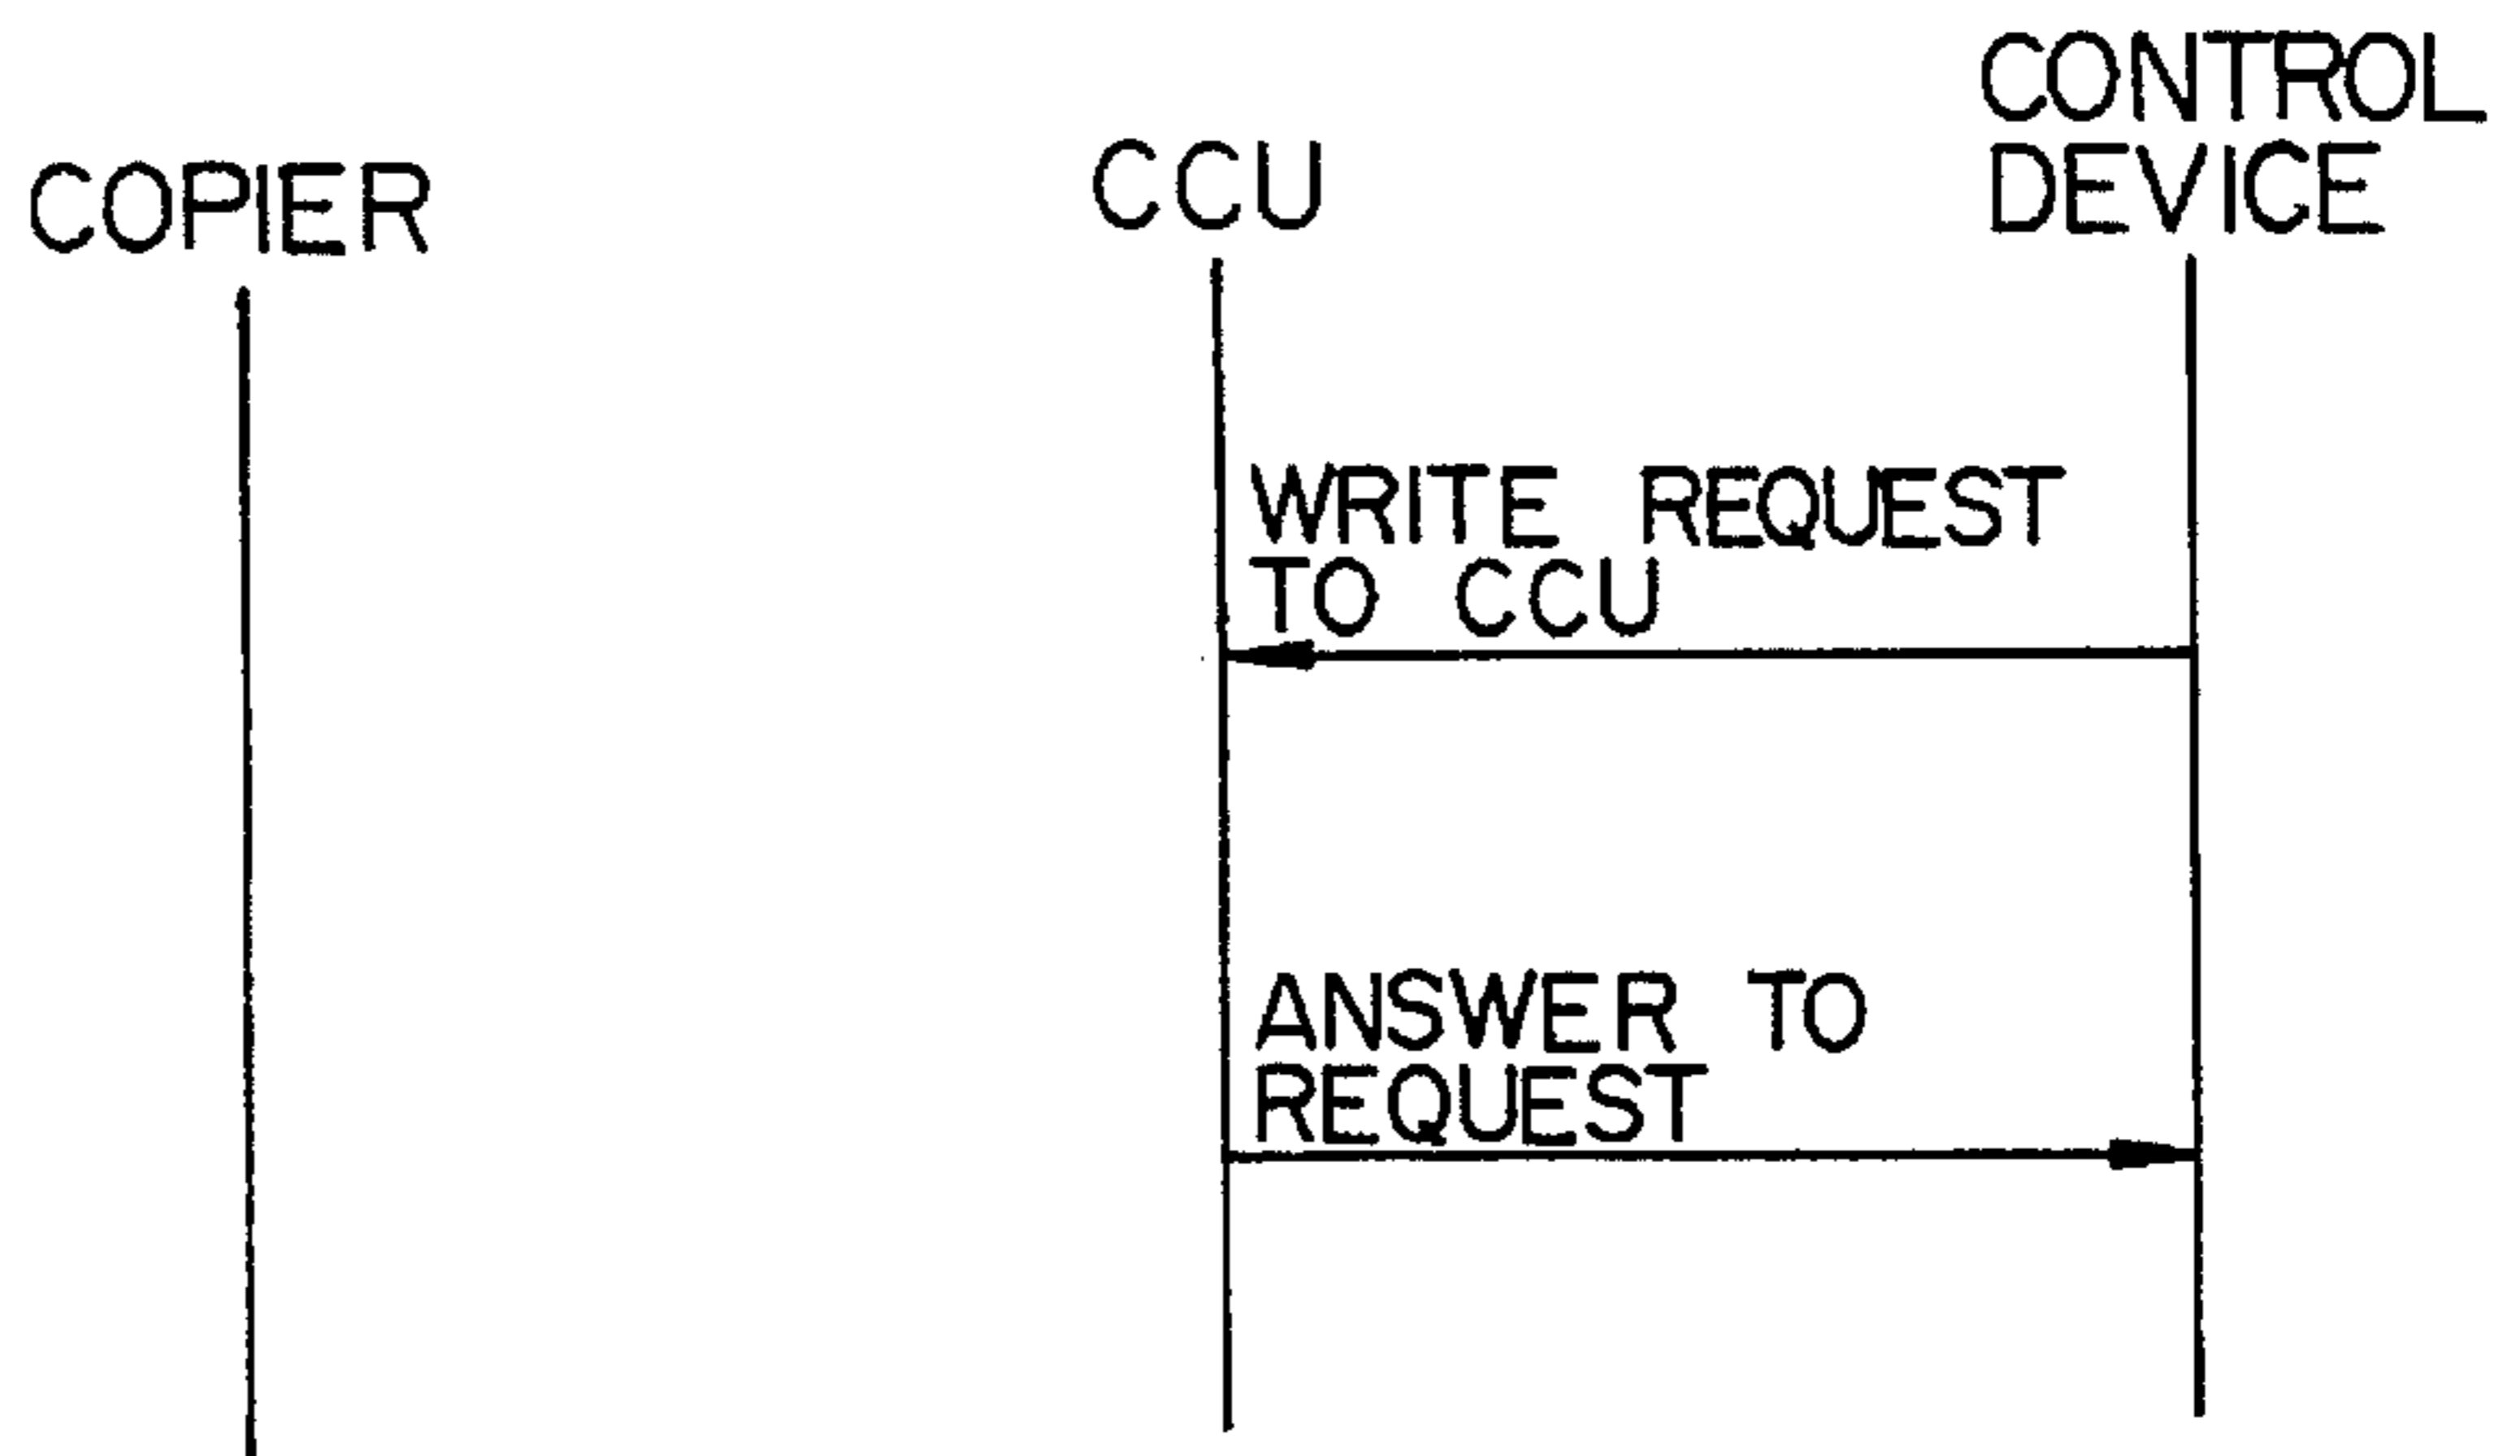 COPIER
CCU
CONTROL
DEVICE
WRITE REQUEST
TO CCU
ANSWER TO
REQUEST